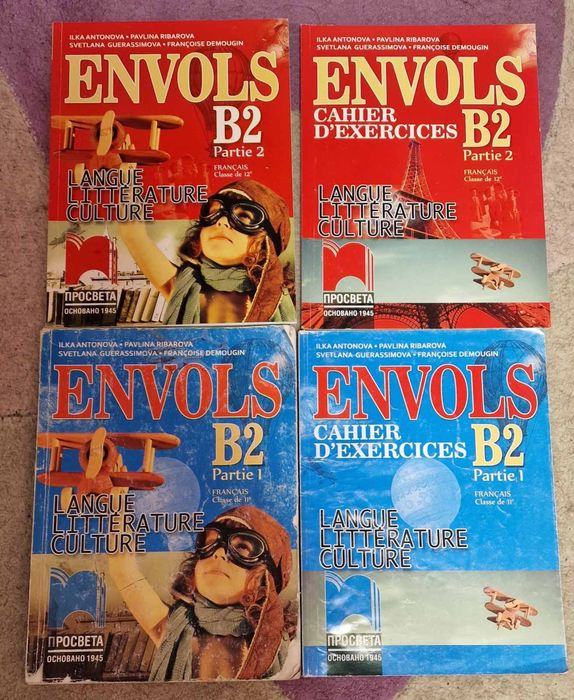 ILKA ANTONOVA • PAVLINA RIBAROVA
SVETLANA GUERASSIMOVA • FRANÇOISE DEMOUGIN
ENVOLS
B2
Partie 2
FRANÇAIS
Classe de 12e
LANGUE
LITTÉRATURE
CULTURE
ПРОСВЕТА
ОСНОВАНО 1945
ILKA ANTONOVA • PAVLINA RIBAROVA
SVETLANA GUERASSIMOVA • FRANÇOISE DEMOUGIN
ENVOLS
CAHIER
D'EXERCICES B2
Partie 2
FRANÇAIS
Classe de 12e
LANGUE
LITTÉRATURE
CULTURE
ПРОСВЕТА
ОСНОВАНО 1945
ILKA ANTONOVA • PAVLINA RIBAROVA
SVETLANA GUERASSIMOVA • FRANÇOISE DEMOUGIN
ENVOLS
B2
Partie 1
FRANÇAIS
Classe de 11e
LANGUE
LITTÉRATURE
CULTURE
ПРОСВЕТА
ОСНОВАНО 1945
ILKA ANTONOVA • PAVLINA RIBAROVA
SVETLANA GUERASSIMOVA • FRANÇOISE DEMOUGIN
ENVOLS
CAHIER
D'EXERCICES B2
Partie 1
FRANÇAIS
Classe de 11e
LANGUE
LITTÉRATURE
CULTURE
ПРОСВЕТА
ОСНОВАНО 1945